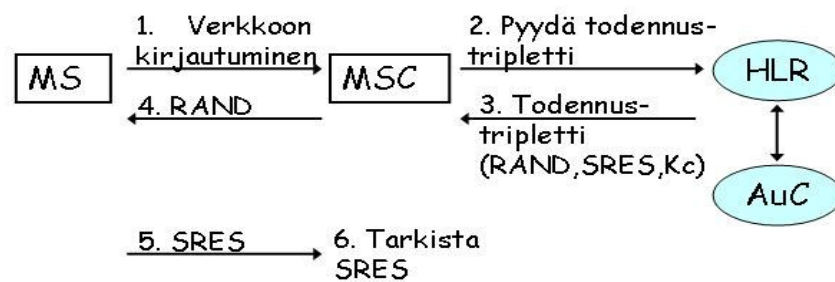 1. Verkkoon
kirjautuminen
2. Pyydä todennus-
tripletti
MS
MSC
HLR
4. RAND
3. Todennus-
tripletti
(RAND,SRES,Kc)
AuC
5. SRES
6. Tarkista
SRES